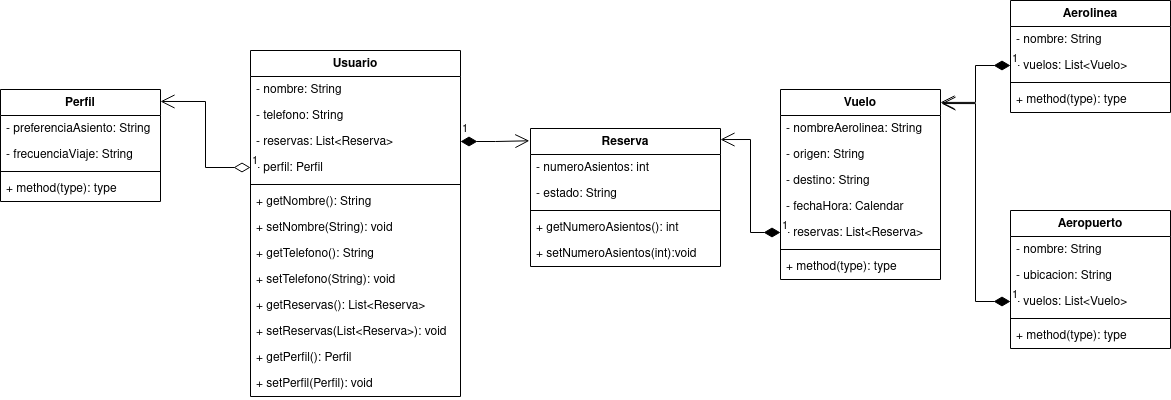 Perfil
- preferenciaAsiento: String
- frecuenciaViaje: String
+ method(type): type
Usuario
- nombre: String
- telefono: String
- reservas: List<Reserva>
1
- perfil: Perfil
+ getNombre(): String
+ setNombre(String): void
+ getTelefono(): String
+ setTelefono(String): void
+ getReservas(): List<Reserva>
+ setReservas(List<Reserva>): void
+ getPerfil(): Perfil
+ setPerfil(Perfil): void
1
Reserva
- numeroAsientos: int
- estado: String
+ getNumeroAsientos(): int
+ setNumeroAsientos(int):void
Vuelo
- nombreAerolinea: String
- origen: String
- destino: String
- fechaHora: Calendar
1
- reservas: List<Reserva>
+ method(type): type
Aerolinea
- nombre: String
1
- vuelos: List<Vuelo>
+ method(type): type
Aeropuerto
- nombre: String
- ubicacion: String
1
- vuelos: List<Vuelo>
+ method(type): type